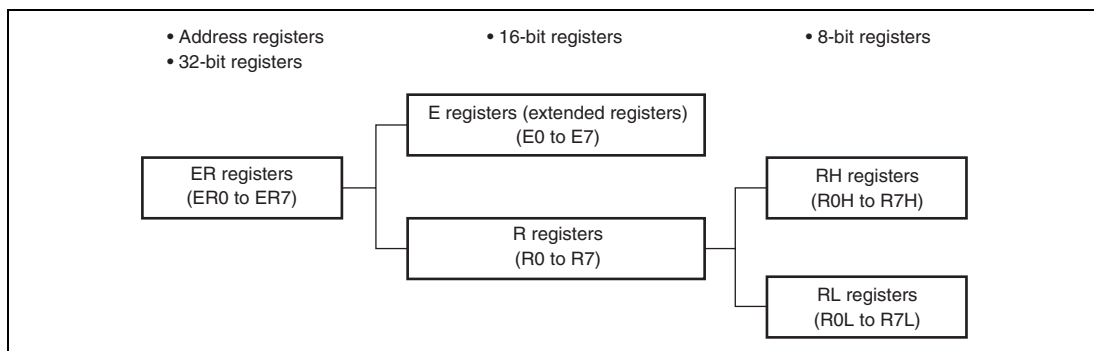 • Address registers
• 32-bit registers
• 16-bit registers
• 8-bit registers
E registers (extended registers)
(E0 to E7)
ER registers
(ER0 to ER7)
RH registers
(R0H to R7H)
R registers
(R0 to R7)
RL registers
(R0L to R7L)